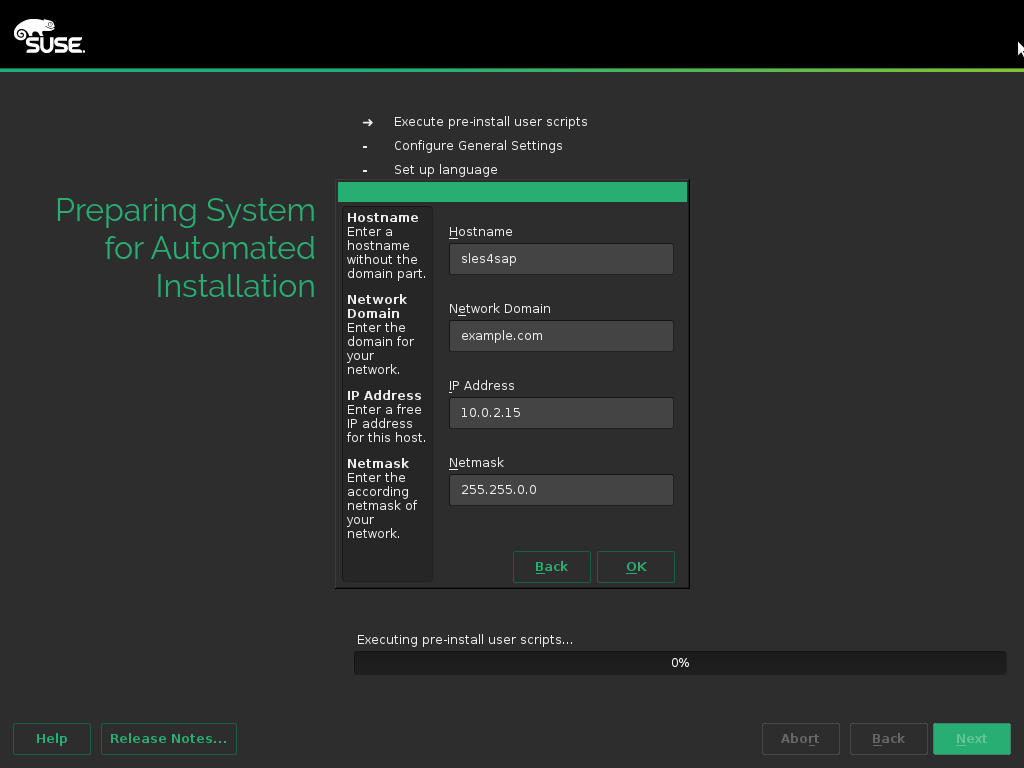 SUSE.
➔ Execute pre-install user scripts
- Configure General Settings
- Set up language
Preparing System
for Automated
Installation
Hostname
Enter a
hostname
without the
domain part.
Network
Domain
Enter the
domain for
your
network.
IP Address
Enter a free
IP address
for this host.
Netmask
Enter the
according
netmask of
your
network.
Hostname
sles4sap
Network Domain
example.com
IP Address
10.0.2.15
Netmask
255.255.0.0
Back OK
Executing pre-install user scripts...
0%
Help Release Notes... Abort Back Next